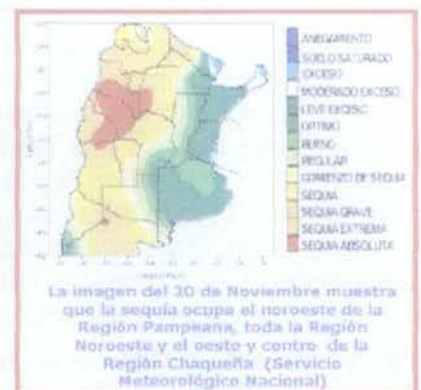 ANEGAMIENTO
SUELO SATURADO
EXCESO
MODERADO EXCESO
LEVE EXCESO
OPTIMO
BUENO
REGULAR
COMIENZO DE SEQUIA
SEQUIA
SEQUIA GRAVE
SEQUIA EXTREMA
SEQUIA ABSOLUTA
La imagen del 20 de Noviembre muestra
que la sequía ocupa el noroeste de la
Región Pampeana, toda la Región
Noroeste y el oeste y centro de la
Región Chaqueña (Servicio
Meteorológico Nacional)